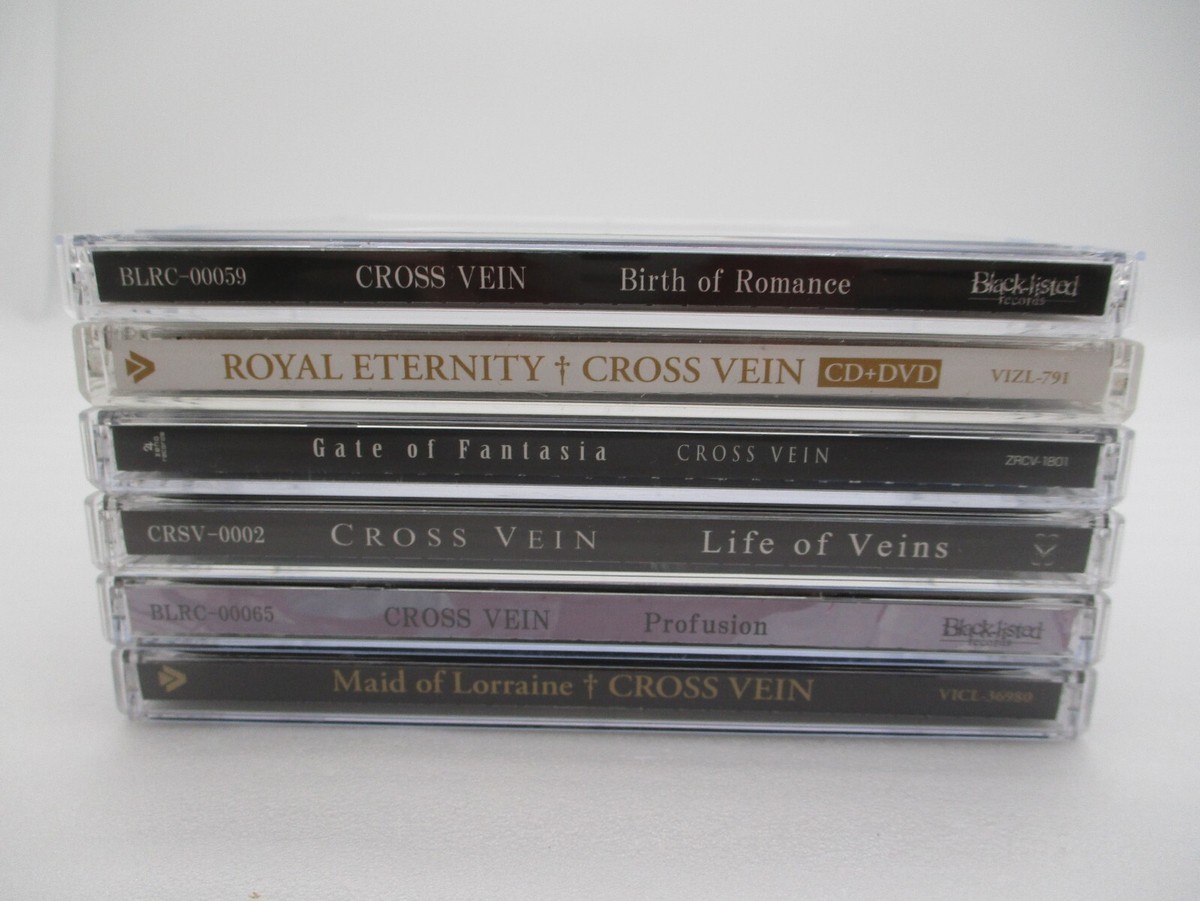 BLRC-00059 CROSS VEIN Birth of Romance Black-listed records
ROYAL ETERNITY † CROSS VEIN CD+DVD VIZL-791
Gate of Fantasia CROSS VEIN ZRCV-1801
CRSV-0002 CROSS VEIN Life of Veins
BLRC-00065 CROSS VEIN Profusion Black-listed records
Maid of Lorraine † CROSS VEIN VICL-36980